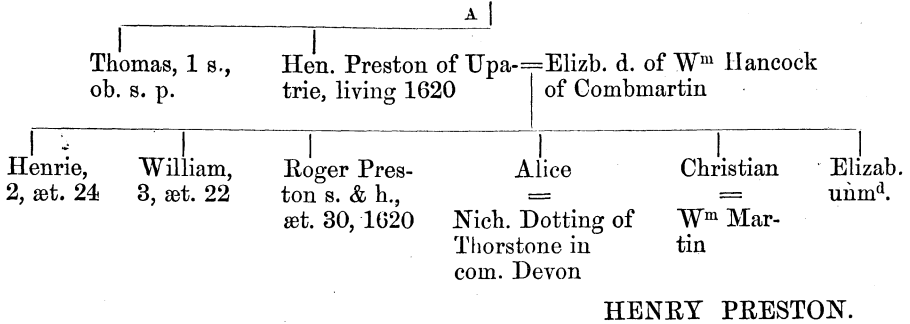 A
Thomas, 1 s.,
ob. s. p.
Hen. Preston of Upa-=Elizb. d. of Wᵐ Hancock
trie, living 1620
of Combmartin
Henrie,
2, æt. 24
William,
3, æt. 22
Roger Pres-
ton s. & h.,
æt. 30, 1620
Alice
=
Nich. Dotting of
Thorstone in
com. Devon
Christian
=
Wᵐ Mar-
tin
Elizab.
uǹmᵈ.
HENRY PRESTON.